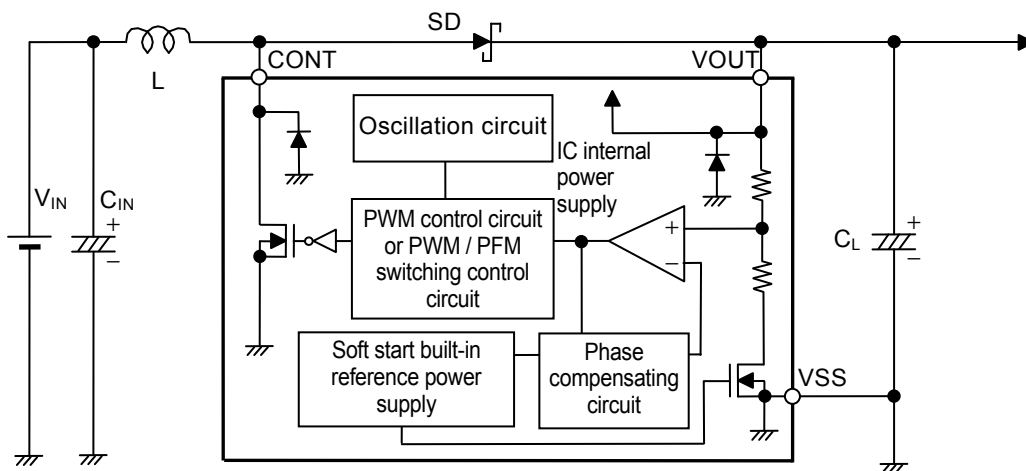 SD
L
CONT
VOUT
Oscillation circuit
IC internal
power
supply
VIN
CIN
+
−
PWM control circuit
or PWM / PFM
switching control
circuit
+
−
CL
+
−
Soft start built-in
reference power
supply
Phase
compensating
circuit
VSS